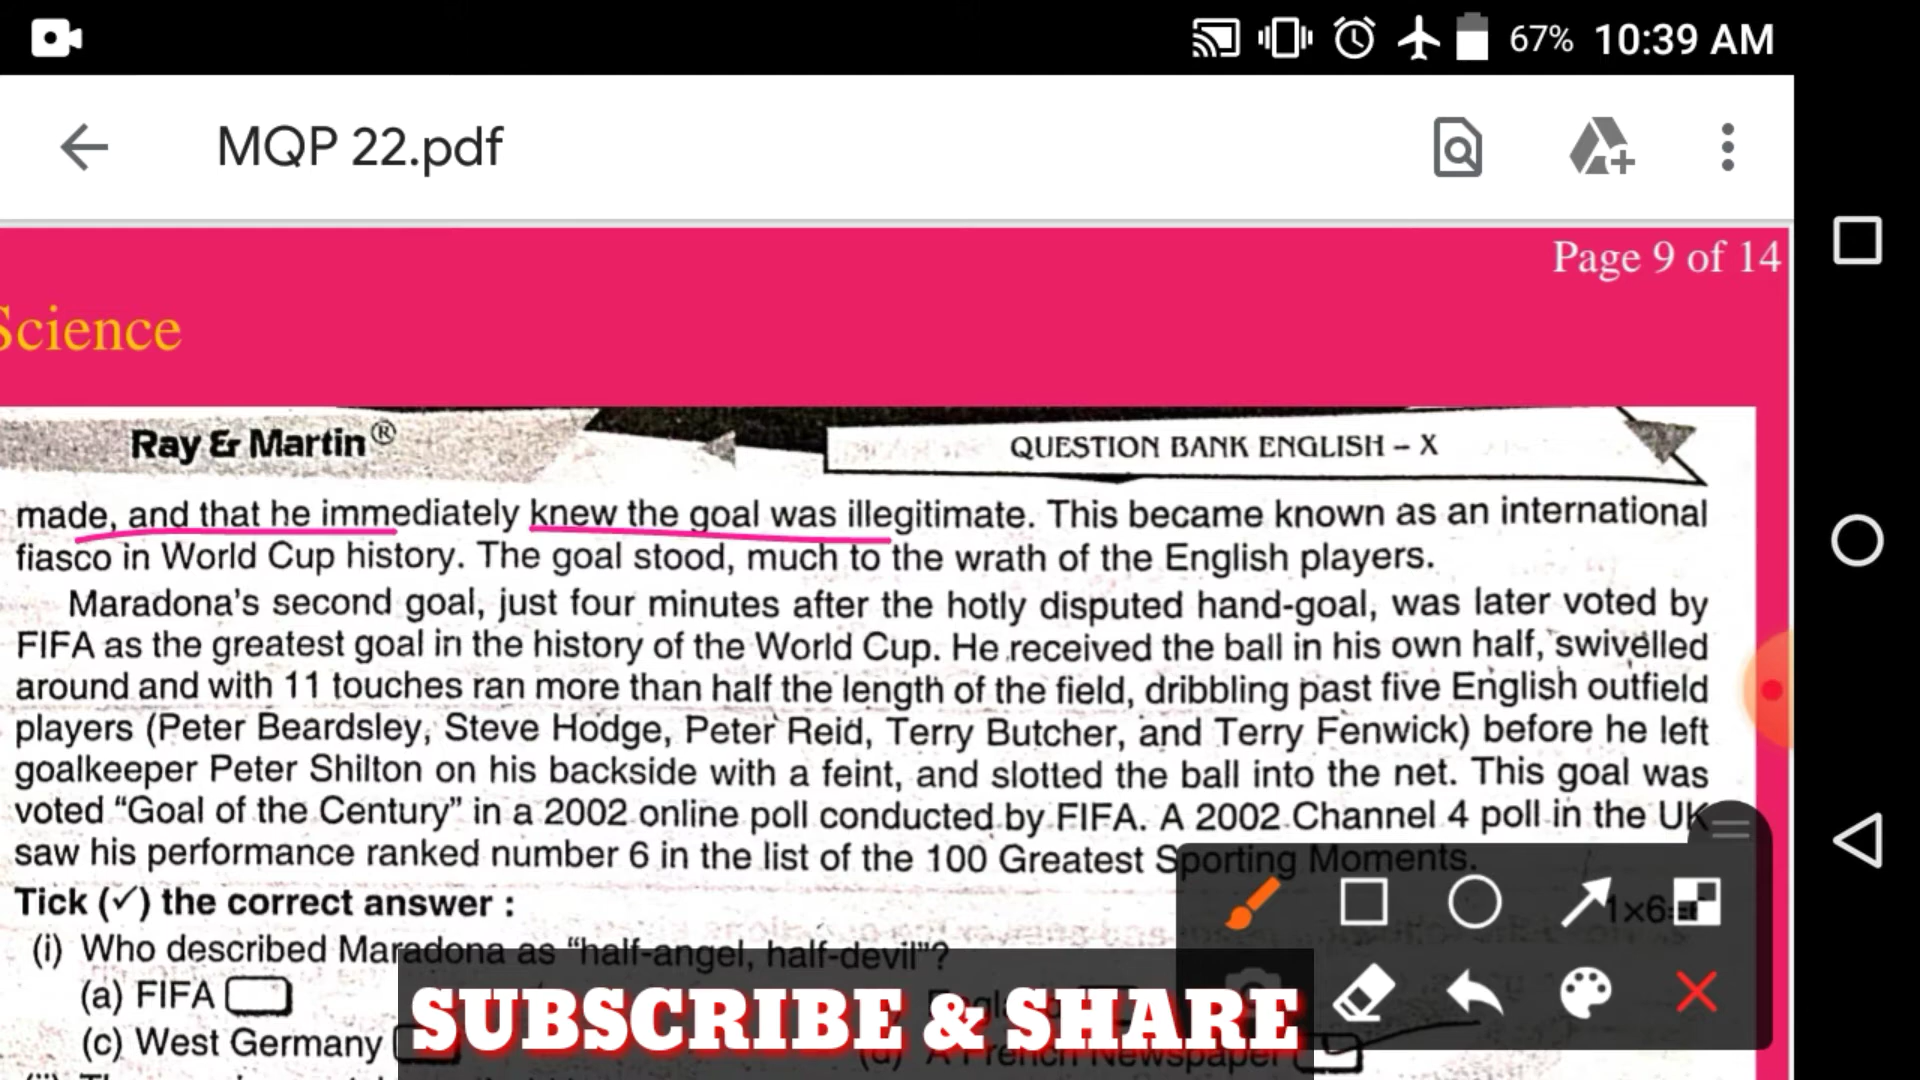 67% 10:39 AM
MQP 22.pdf
Page 9 of 14
Science
Ray & Martin®
QUESTION BANK ENGLISH – X
made, and that he immediately knew the goal was illegitimate. This became known as an international
fiasco in World Cup history. The goal stood, much to the wrath of the English players.
Maradona's second goal, just four minutes after the hotly disputed hand-goal, was later voted by
FIFA as the greatest goal in the history of the World Cup. He received the ball in his own half, swivelled
around and with 11 touches ran more than half the length of the field, dribbling past five English outfield
players (Peter Beardsley, Steve Hodge, Peter Reid, Terry Butcher, and Terry Fenwick) before he left
goalkeeper Peter Shilton on his backside with a feint, and slotted the ball into the net. This goal was
voted “Goal of the Century” in a 2002 online poll conducted by FIFA. A 2002 Channel 4 poll in the UK
saw his performance ranked number 6 in the list of the 100 Greatest Sporting Moments.
Tick (✓) the correct answer :
1×6=
(i) Who described Maradona as “half-angel, half-devil”?
(a) FIFA
(c) West Germany
(d) A French Newspaper
SUBSCRIBE & SHARE